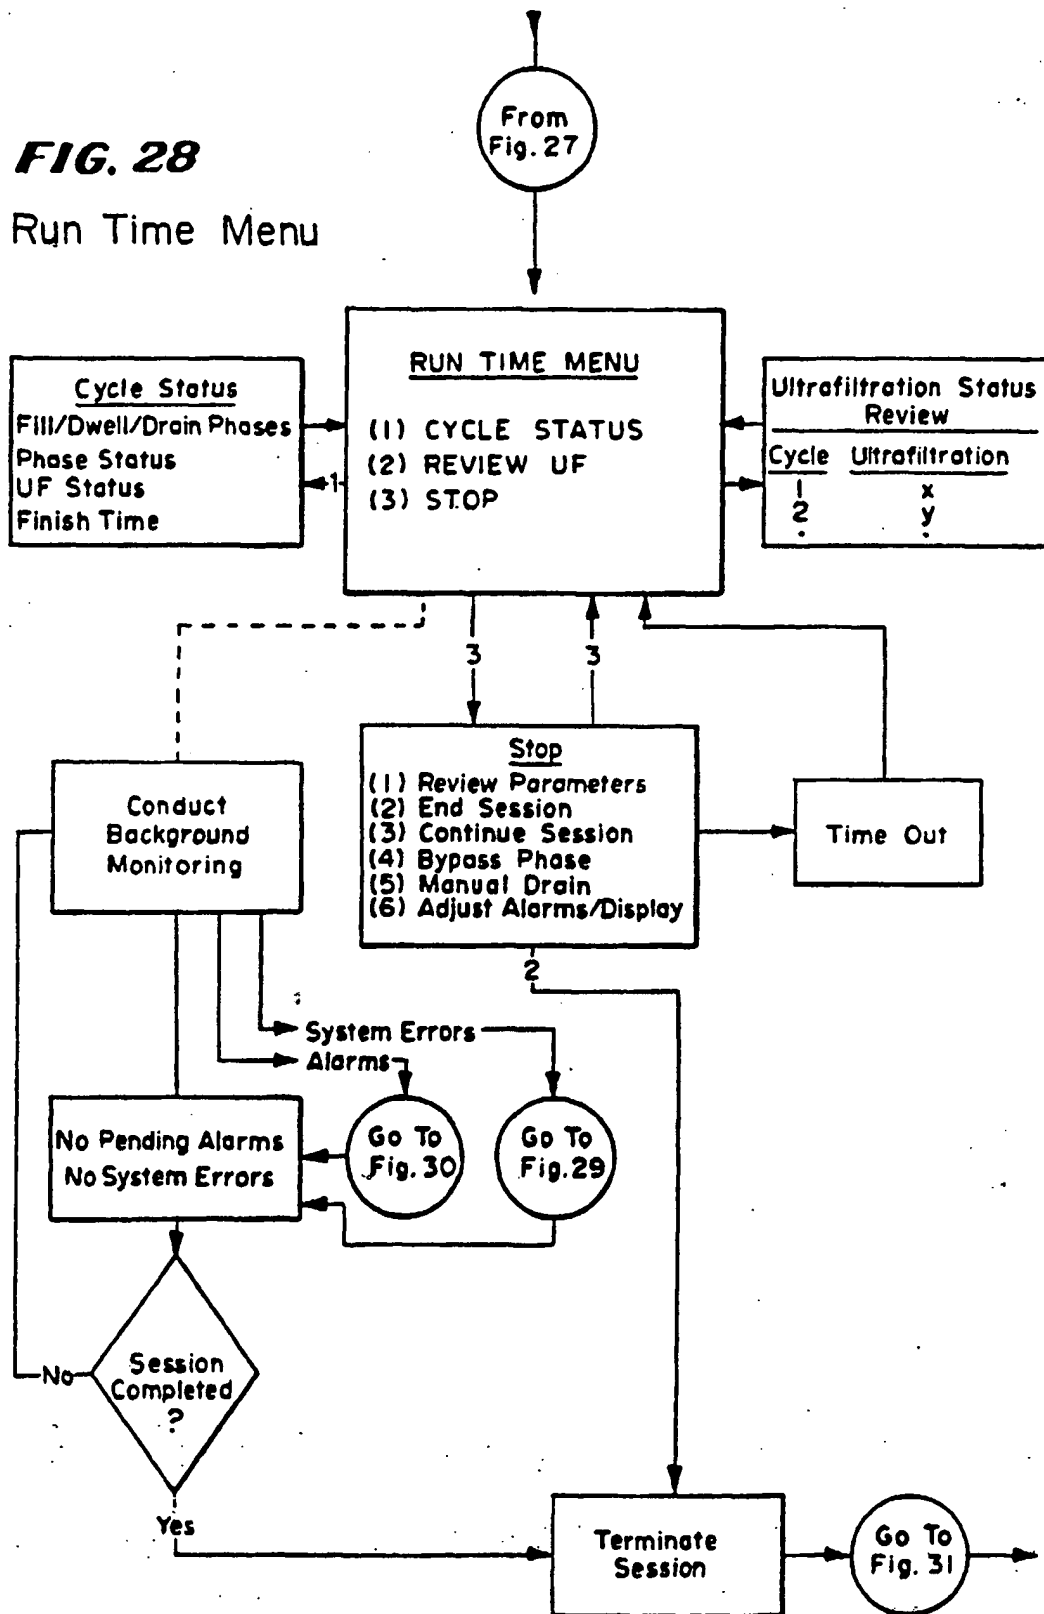 From
Fig. 27
FIG. 28
Run Time Menu
RUN TIME MENU
(1) CYCLE STATUS
(2) REVIEW UF
(3) STOP
Cycle Status
Fill/Dwell/Drain Phases
Phase Status
UF Status
Finish Time
1
Ultrafiltration Status
Review
Cycle Ultrafiltration
1 x
2 y
. .
3
3
Stop
(1) Review Parameters
(2) End Session
(3) Continue Session
(4) Bypass Phase
(5) Manual Drain
(6) Adjust Alarms/Display
Time Out
Conduct
Background
Monitoring
2
System Errors
Alarms
No Pending Alarms
No System Errors
Go To
Fig. 30
Go To
Fig. 29
Session
Completed
?
No
Yes
Terminate
Session
Go To
Fig. 31